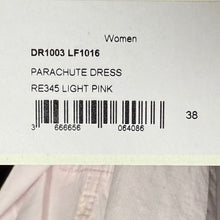 Women
DR1003 LF1016
PARACHUTE DRESS
RE345 LIGHT PINK
3 666656 064086
38